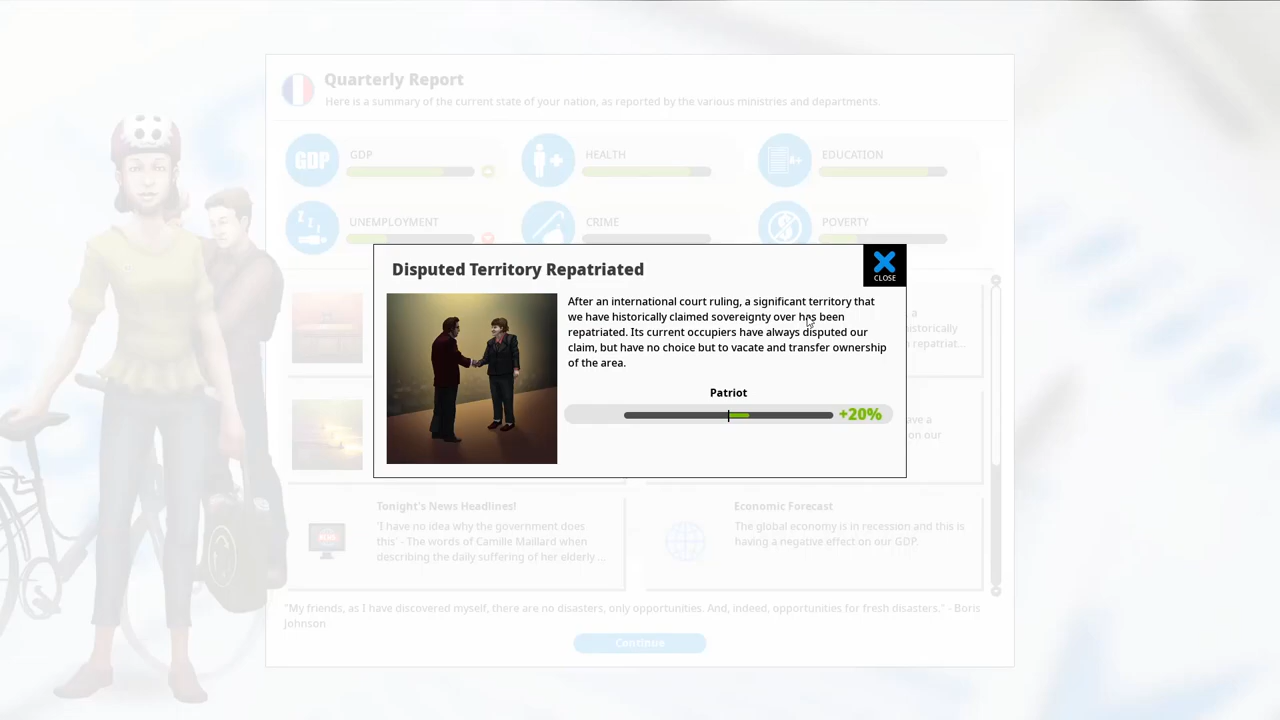 Quarterly Report
Here is a summary of the current state of your nation, as reported by the various ministries and departments.
GDP
GDP
HEALTH
EDUCATION
UNEMPLOYMENT
CRIME
POVERTY
Disputed Territory Repatriated
CLOSE
After an international court ruling, a significant territory that
we have historically claimed sovereignty over has been
repatriated. Its current occupiers have always disputed our
claim, but have no choice but to vacate and transfer ownership
of the area.
Patriot
+20%
a
istorically
repatriat...
ave a
on our
Tonight's News Headlines!
'I have no idea why the government does
this' - The words of Camille Maillard when
describing the daily suffering of her elderly ...
Economic Forecast
The global economy is in recession and this is
having a negative effect on our GDP.
"My friends, as I have discovered myself, there are no disasters, only opportunities. And, indeed, opportunities for fresh disasters." - Boris
Johnson
Continue